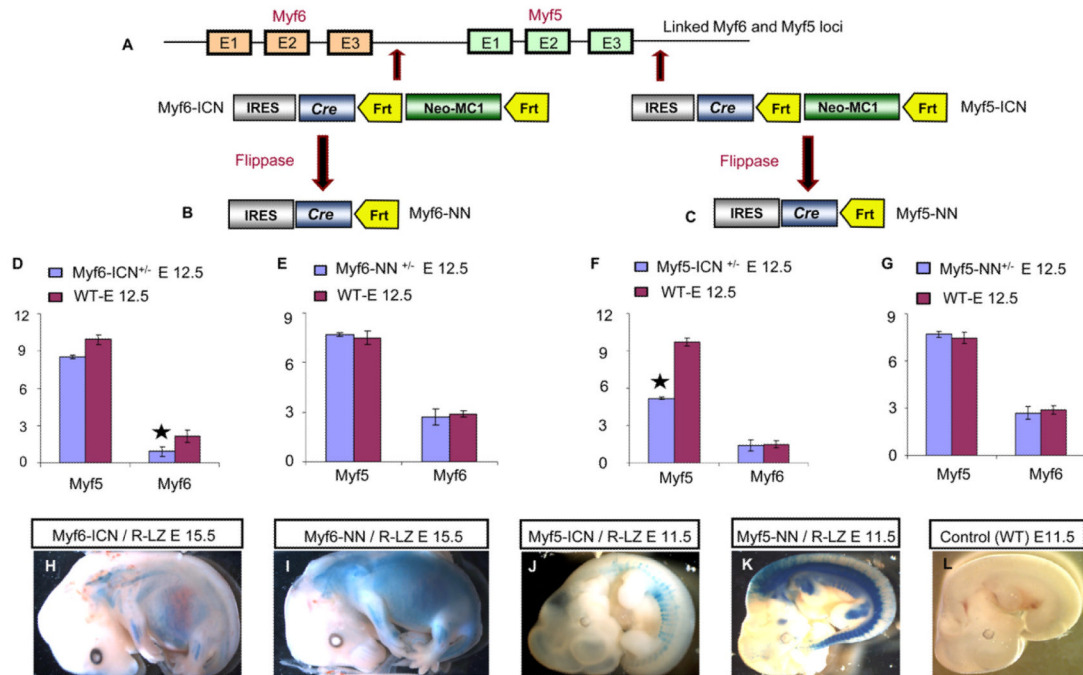 Myf6
Myf5
A
E1 E2 E3
E1 E2 E3
Linked Myf6 and Myf5 loci
Myf6-ICN IRES Cre Frt Neo-MC1 Frt
IRES Cre Frt Neo-MC1 Frt Myf5-ICN
Flippase
Flippase
B IRES Cre Frt Myf6-NN
C IRES Cre Frt Myf5-NN
D
Myf6-ICN+/- E 12.5
WT-E 12.5
12
9
6
3
0
Myf5 Myf6
E
Myf6-NN +/- E 12.5
WT-E 12.5
9
6
3
0
Myf5 Myf6
F
Myf5-ICN +/- E 12.5
WT-E 12.5
12
9
6
3
0
Myf5 Myf6
G
Myf5-NN+/- E 12.5
WT-E 12.5
9
6
3
0
Myf5 Myf6
Myf6-ICN / R-LZ E 15.5
H
Myf6-NN / R-LZ E 15.5
I
Myf5-ICN / R-LZ E 11.5
J
Myf5-NN / R-LZ E 11.5
K
Control (WT) E11.5
L